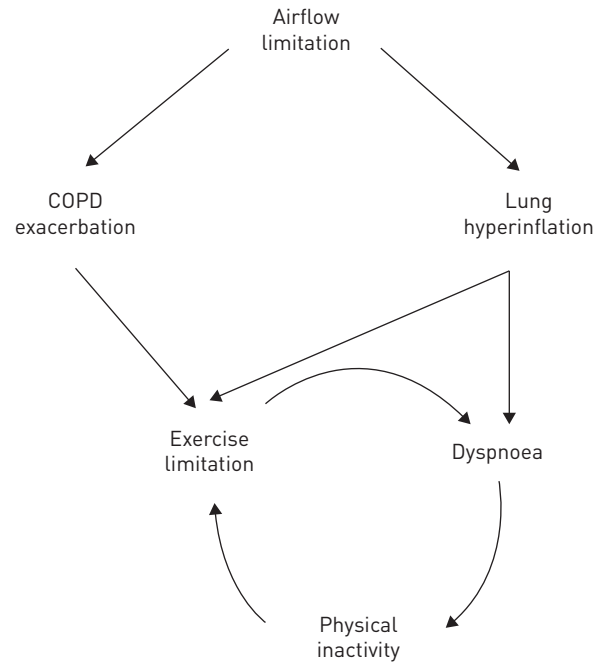 Airflow
limitation
COPD
exacerbation
Lung
hyperinflation
Exercise
limitation
Dyspnoea
Physical
inactivity